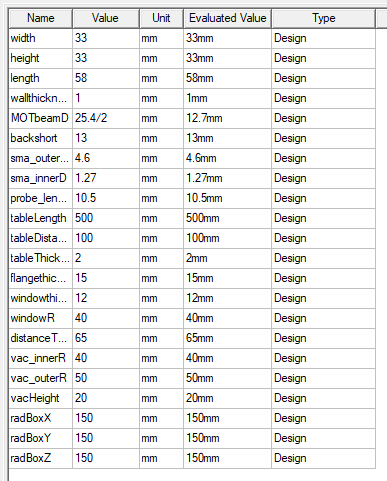 Name Value Unit Evaluated Value Type
width 33 mm 33mm Design
height 33 mm 33mm Design
length 58 mm 58mm Design
wallthickn... 1 mm 1mm Design
MOTbeamD 25.4/2 mm 12.7mm Design
backshort 13 mm 13mm Design
sma_outer... 4.6 mm 4.6mm Design
sma_innerD 1.27 mm 1.27mm Design
probe_len... 10.5 mm 10.5mm Design
tableLength 500 mm 500mm Design
tableDista... 100 mm 100mm Design
tableThick... 2 mm 2mm Design
flangethic... 15 mm 15mm Design
windowthi... 12 mm 12mm Design
windowR 40 mm 40mm Design
distanceT... 65 mm 65mm Design
vac_innerR 40 mm 40mm Design
vac_outerR 50 mm 50mm Design
vacHeight 20 mm 20mm Design
radBoxX 150 mm 150mm Design
radBoxY 150 mm 150mm Design
radBoxZ 150 mm 150mm Design